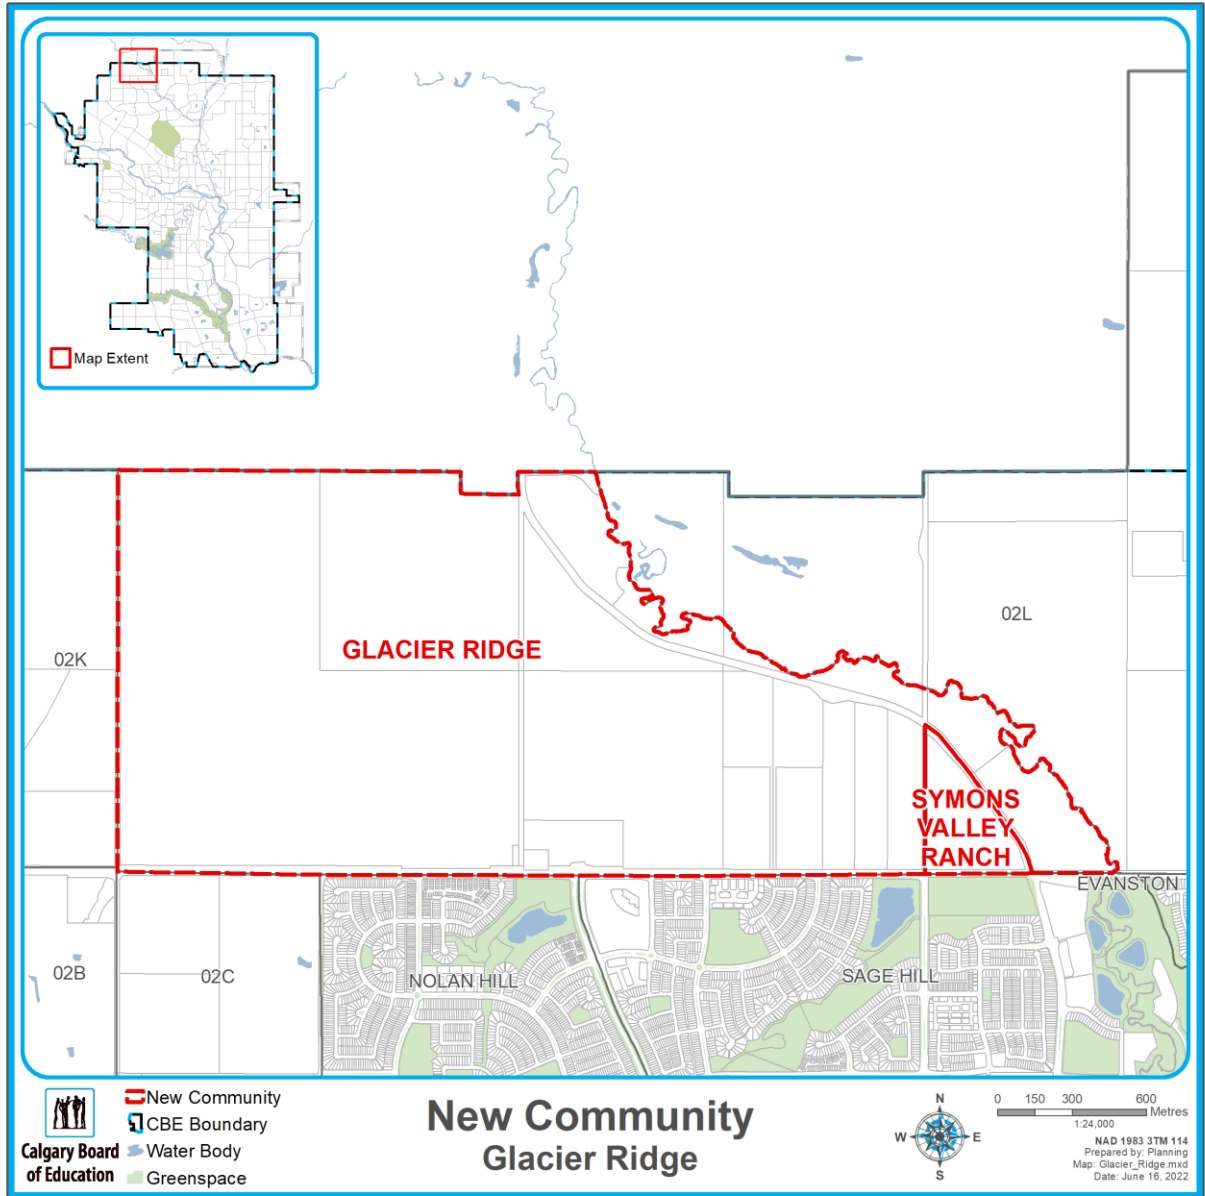 Map Extent
02K
GLACIER RIDGE
02L
SYMONS
VALLEY
RANCH
EVANSTON
02B
02C
NOLAN HILL
SAGE HILL
Calgary Board
of Education
New Community
CBE Boundary
Water Body
Greenspace
New Community
Glacier Ridge
N
W
E
S
0 150 300 600
Metres
1:24,000
NAD 1983 3TM 114
Prepared by: Planning
Map: Glacier_Ridge.mxd
Date: June 16, 2022